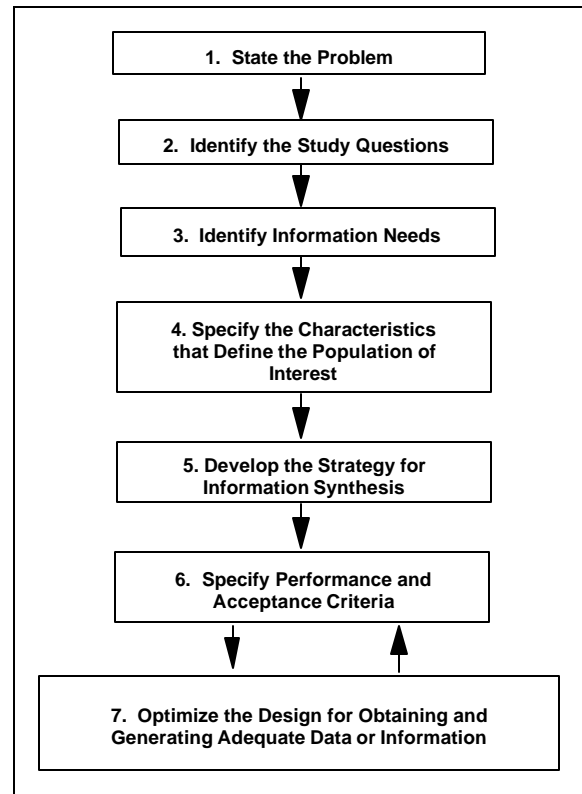 1. State the Problem
2. Identify the Study Questions
3. Identify Information Needs
4. Specify the Characteristics
that Define the Population of
Interest
5. Develop the Strategy for
Information Synthesis
6. Specify Performance and
Acceptance Criteria
7. Optimize the Design for Obtaining and
Generating Adequate Data or Information